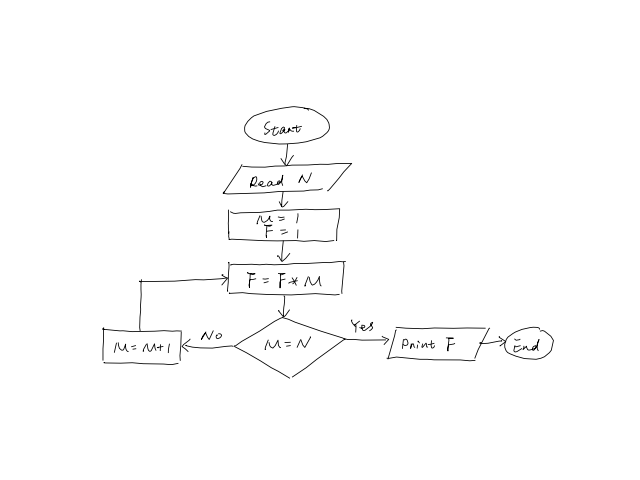 Start
Read N
M = 1
F = 1
F = F * M
No
Yes
M = M+1
M = N
Print F
End